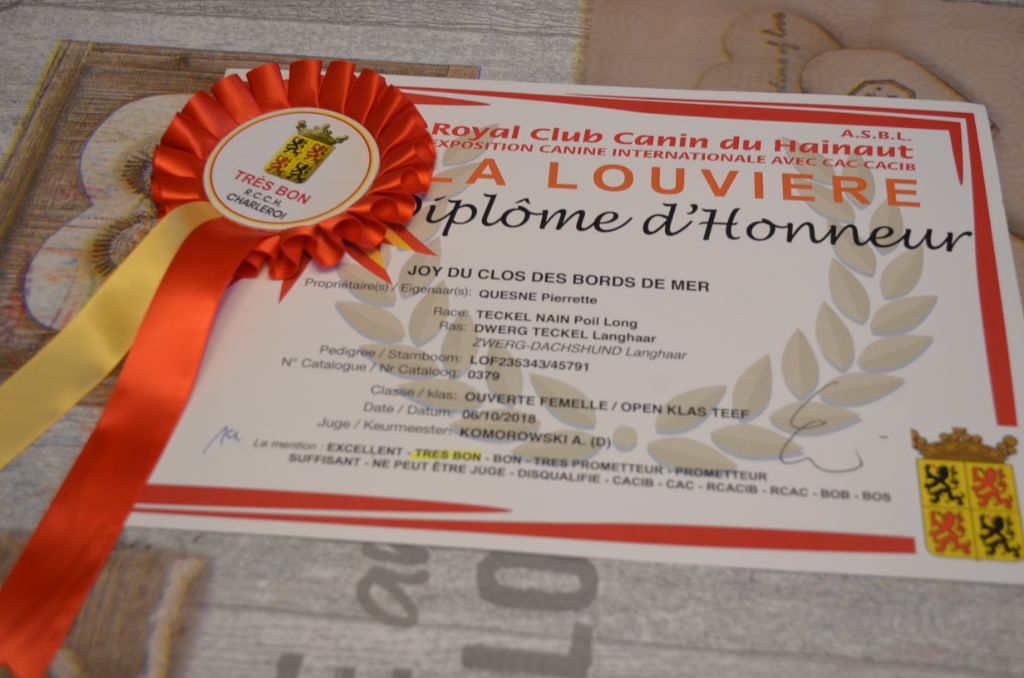 TRÈS BON
R.C.C.H.
CHARLEROI
A.S.B.L.
Royal Club Canin du Hainaut
EXPOSITION CANINE INTERNATIONALE AVEC CAC-CACIB
LA LOUVIERE
Diplôme d'Honneur
JOY DU CLOS DES BORDS DE MER
Propriétaire(s) / Eigenaar(s): QUESNE Pierrette
Race: TECKEL NAIN Poil Long
Ras: DWERG TECKEL Langhaar
ZWERG-DACHSHUND Langhaar
Pedigree / Stamboom: LOF235343/45791
N° Catalogue / Nr Cataloog: 0379
Classe / klas: OUVERTE FEMELLE / OPEN KLAS TEEF
Date / Datum: 06/10/2018
Juge / Keurmeester: KOMOROWSKI A. (D)
La mention : EXCELLENT - TRES BON - BON - TRES PROMETTEUR - PROMETTEUR
SUFFISANT - NE PEUT ÊTRE JUGE - DISQUALIFIE - CACIB - CAC - RCACIB - RCAC - BOB - BOS
of love
LO